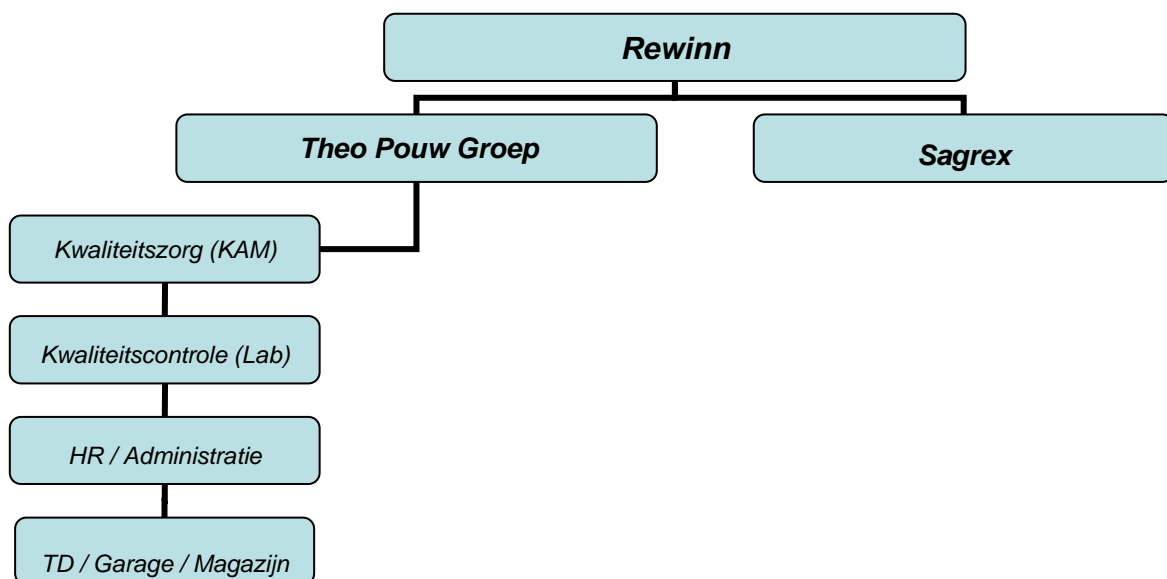 Rewinn
Theo Pouw Groep
Sagrex
Kwaliteitszorg (KAM)
Kwaliteitscontrole (Lab)
HR / Administratie
TD / Garage / Magazijn